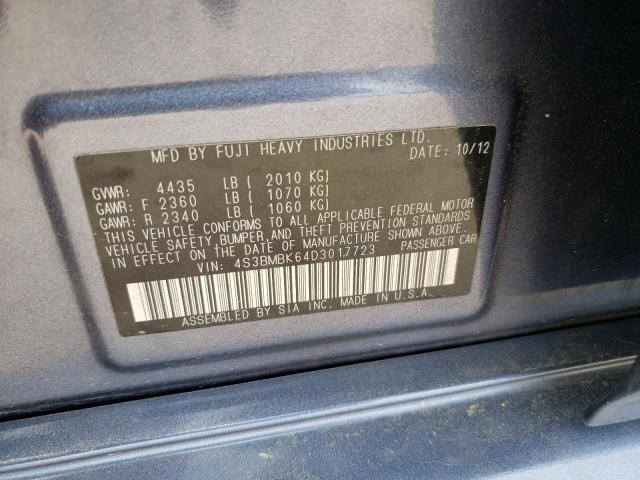 MFD BY FUJI HEAVY INDUSTRIES LTD.
DATE: 10/12
GVWR: 4435 LB ( 2010 KG)
GAWR: F 2360 LB ( 1070 KG)
GAWR: R 2340 LB ( 1060 KG)
THIS VEHICLE CONFORMS TO ALL APPLICABLE FEDERAL MOTOR
VEHICLE SAFETY, BUMPER, AND THEFT PREVENTION STANDARDS
IN EFFECT ON THE DATE OF MANUFACTURE SHOWN ABOVE.
VIN: 4S3BMBK64D3017723 PASSENGER CAR
ASSEMBLED BY SIA INC. MADE IN U.S.A.